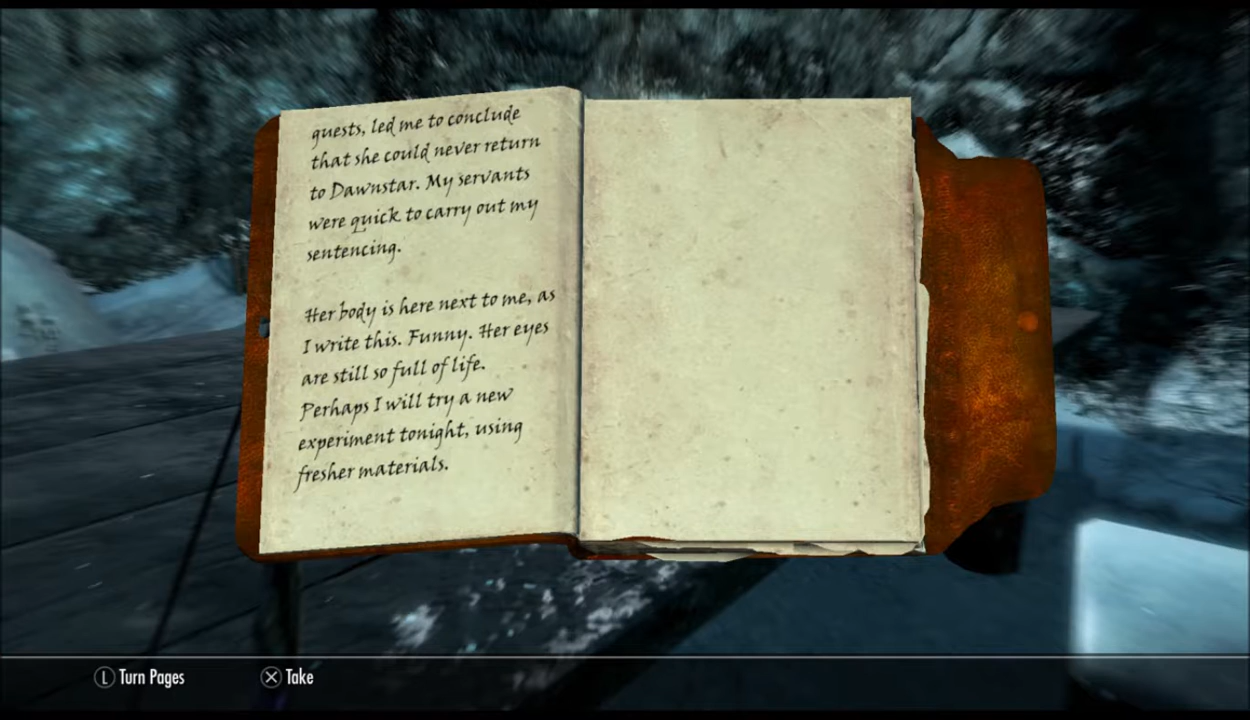 guests, led me to conclude
that she could never return
to Dawnstar. My servants
were quick to carry out my
sentencing.
Her body is here next to me, as
I write this. Funny. Her eyes
are still so full of life.
Perhaps I will try a new
experiment tonight, using
fresher materials.
L Turn Pages
X Take